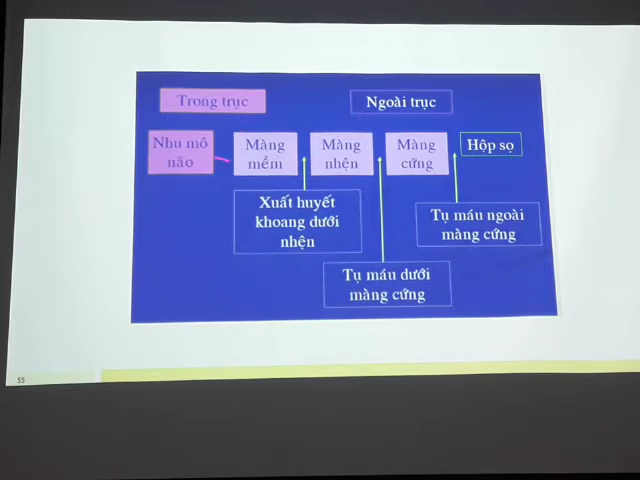 Trong trục
Ngoài trục
Nhu mô
não
Màng
mềm
Màng
nhện
Màng
cứng
Hộp sọ
Xuất huyết
khoang dưới
nhện
Tụ máu ngoài
màng cứng
Tụ máu dưới
màng cứng
55